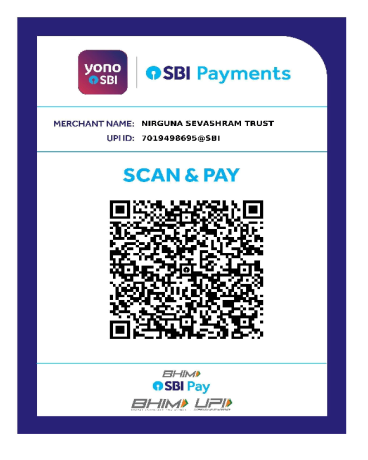 yono
SBI
SBI Payments
MERCHANT NAME: NIRGUNA SEVASHRAM TRUST
UPI ID: 7019498695@SBI
SCAN & PAY
BHIM
SBI Pay
BHIM UPI